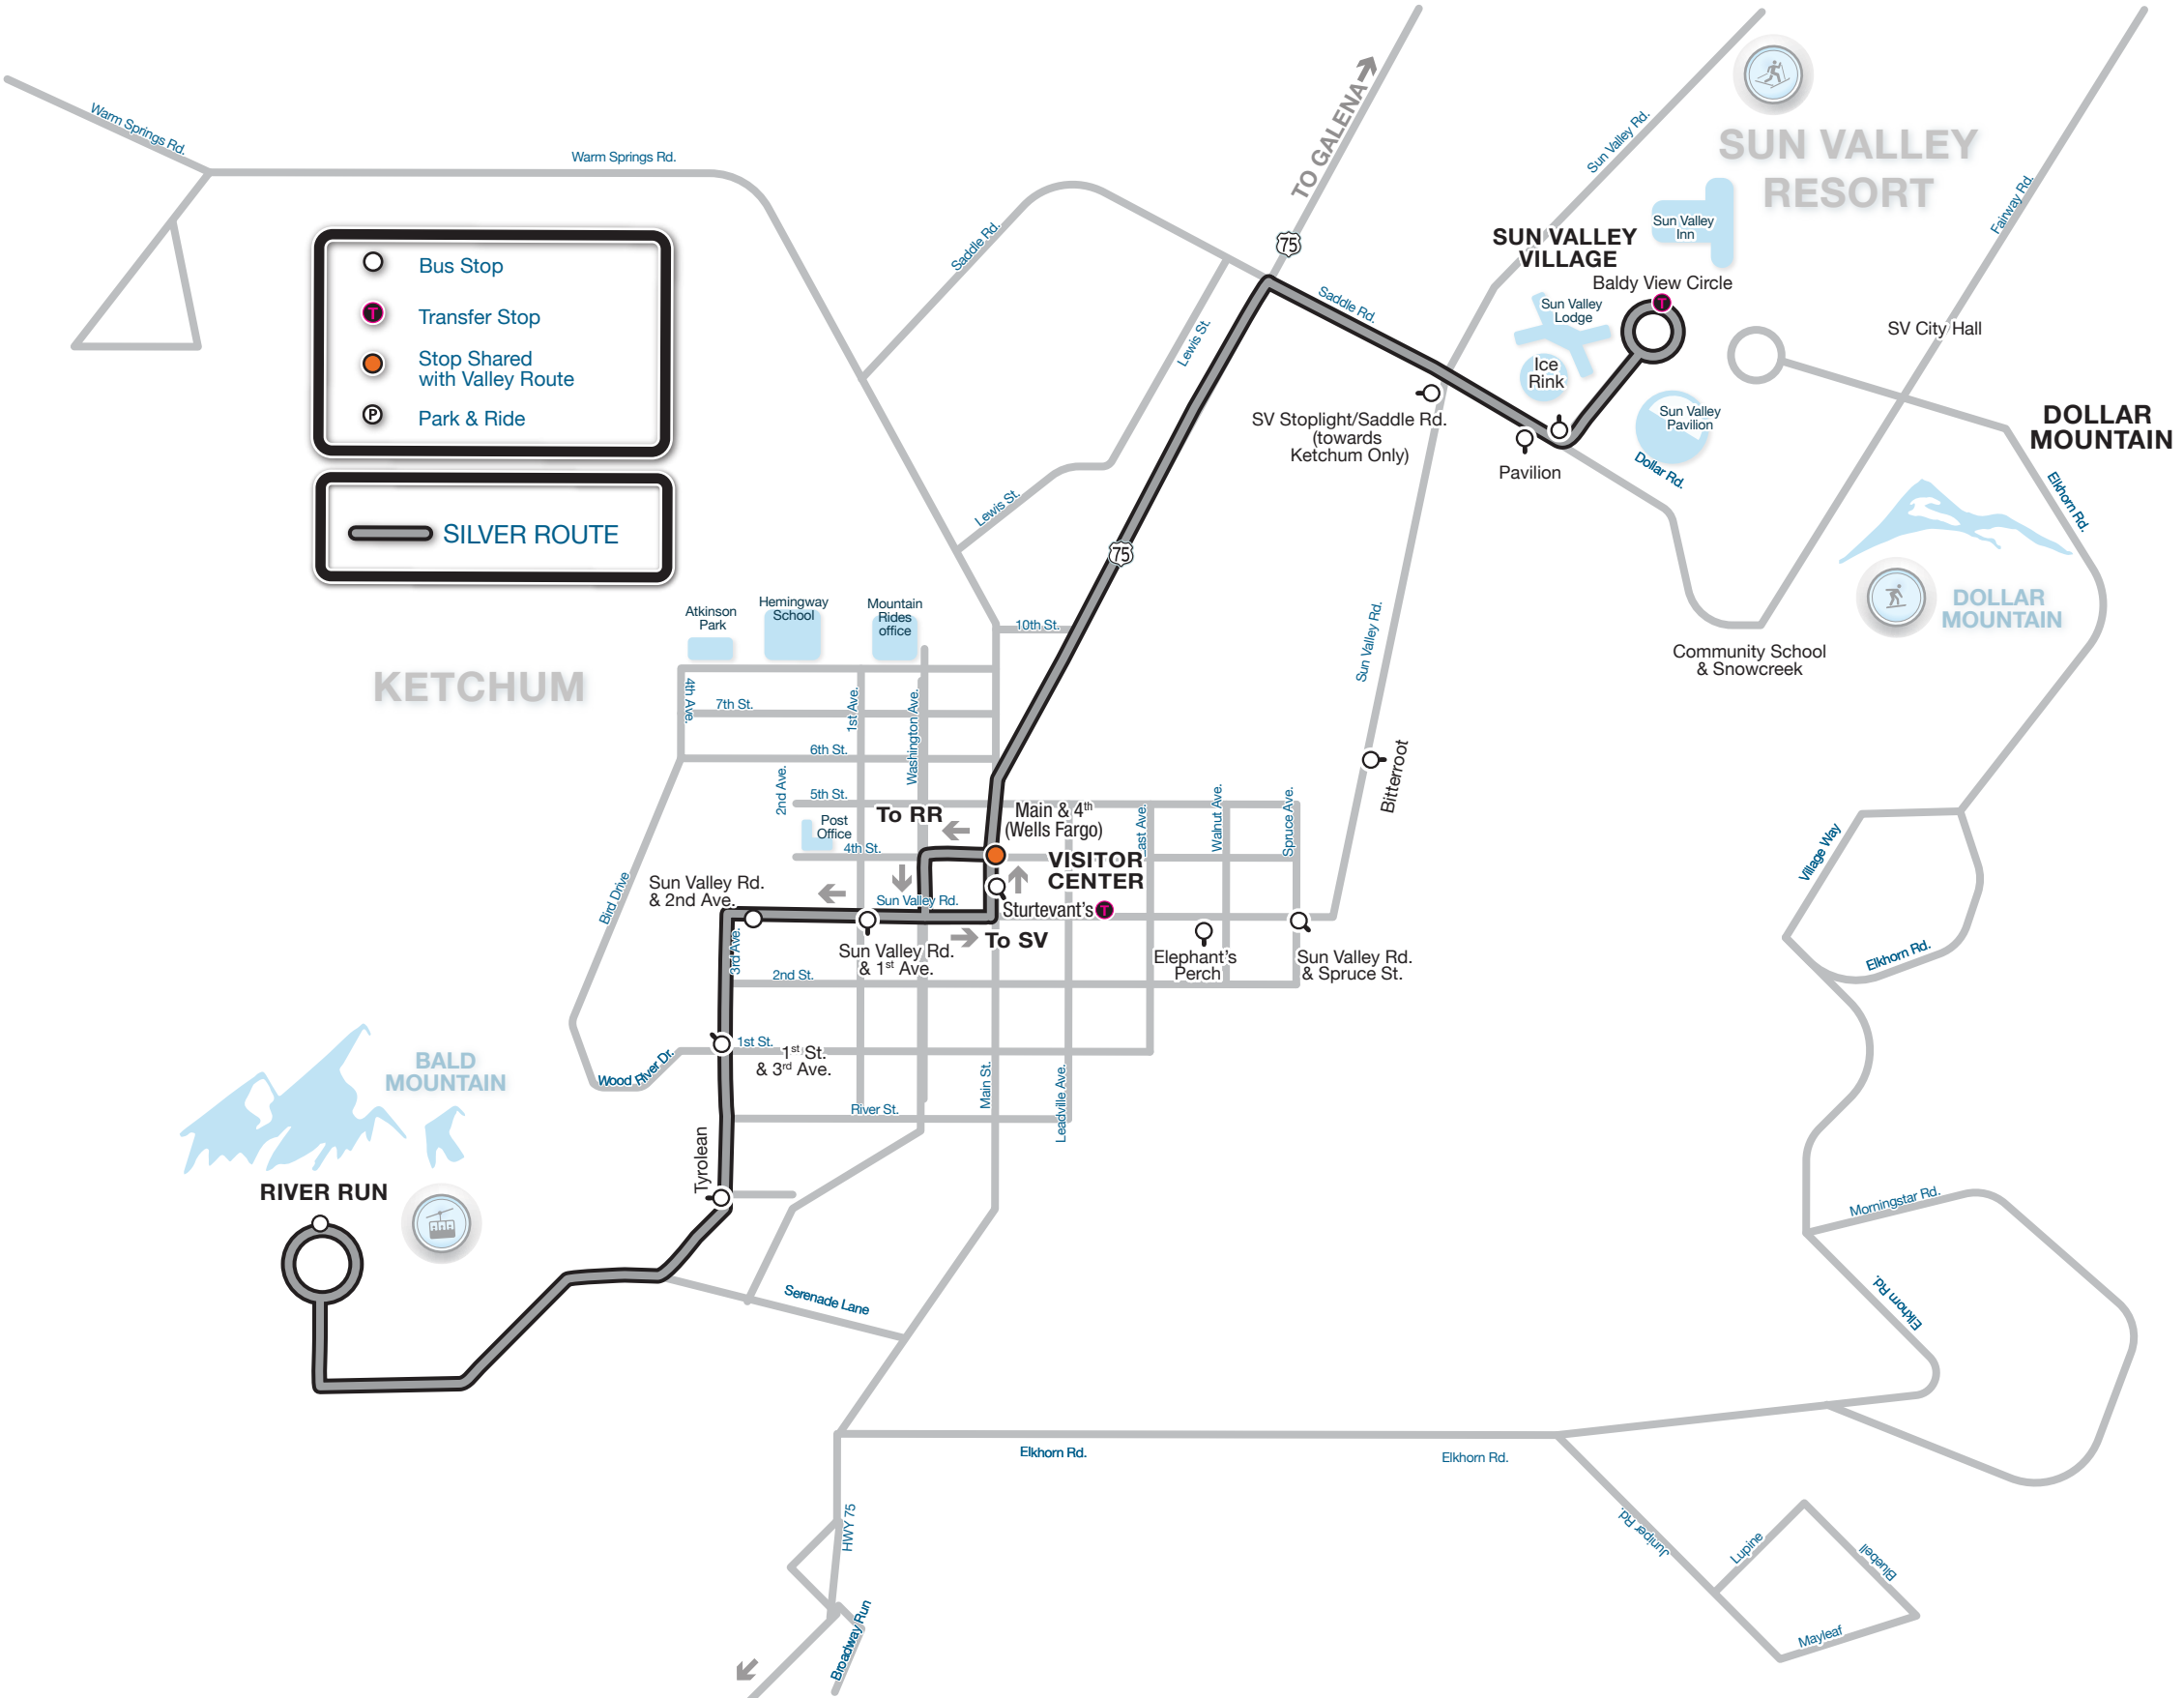 Warm Springs Rd.
Warm Springs Rd.
TO GALENA
75
Saddle Rd.
Saddle Rd.
Sun Valley Rd.
SUN VALLEY
RESORT
Fairway Rd.
Sun Valley
Inn
SUN VALLEY
VILLAGE
Baldy View Circle
T
Sun Valley
Lodge
Ice
Rink
SV City Hall
Sun Valley
Pavilion
Dollar Rd.
DOLLAR
MOUNTAIN
Elkhorn Rd.
Bus Stop
T
Transfer Stop
Stop Shared
with Valley Route
P
Park & Ride
SILVER ROUTE
Lewis St.
Lewis St.
SV Stoplight/Saddle Rd.
(towards
Ketchum Only)
Pavilion
75
DOLLAR
MOUNTAIN
Community School
& Snowcreek
KETCHUM
Atkinson
Park
Hemingway
School
Mountain
Rides
office
10th St.
4th Ave.
7th St.
1st Ave.
Washington Ave.
6th St.
2nd Ave.
5th St.
Post
Office
4th St.
To RR
Main & 4th
(Wells Fargo)
VISITOR
CENTER
East Ave.
Walnut Ave.
Spruce Ave.
Sun Valley Rd.
Bitterroot
Bird Drive
Sun Valley Rd.
& 2nd Ave.
Sun Valley Rd.
Sturtevant's
T
To SV
Sun Valley Rd.
& 1st Ave.
Elephant's
Perch
Sun Valley Rd.
& Spruce St.
3rd Ave.
2nd St.
1st St.
1st St.
& 3rd Ave.
Wood River Dr.
River St.
Main St.
Leadville Ave.
Village Way
Elkhorn Rd.
BALD
MOUNTAIN
RIVER RUN
Tyrolean
Serenade Lane
Morningstar Rd.
Elkhorn Rd.
Elkhorn Rd.
Elkhorn Rd.
HWY 75
Broadway Run
Juniper Rd.
Lupine
Bluebell
Mayleaf